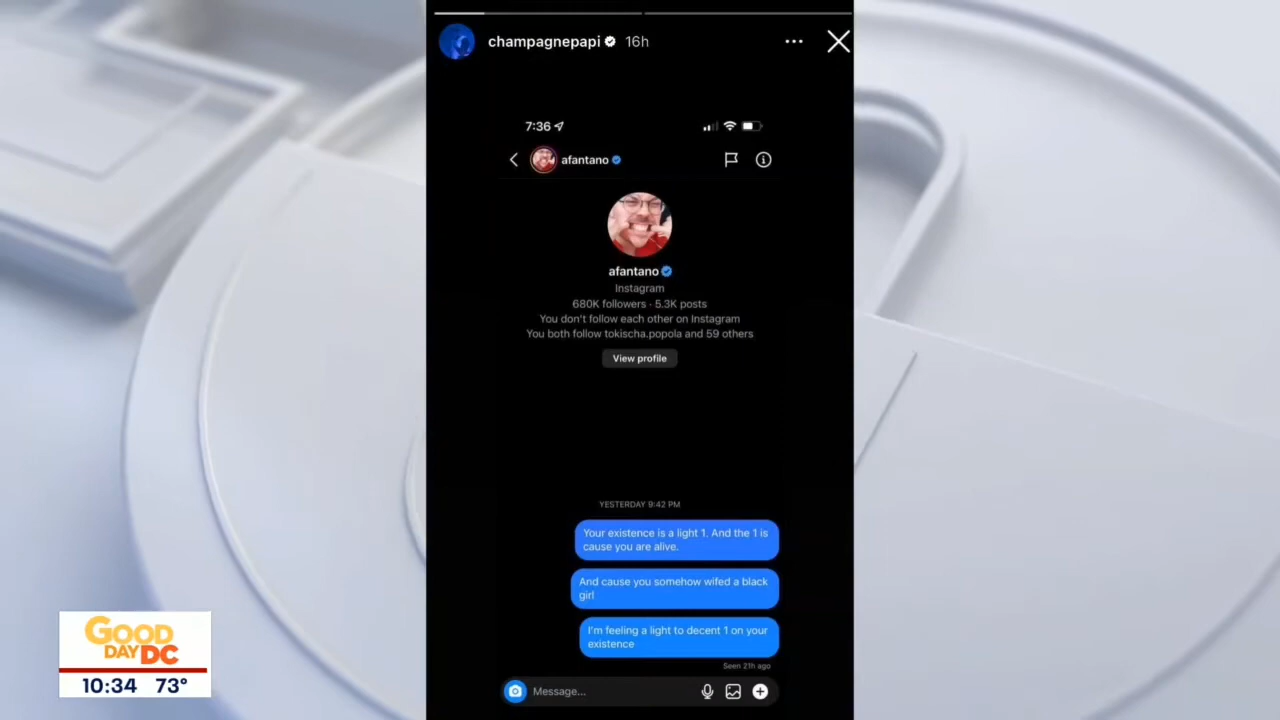 champagnepapi 16h
7:36
afantano
afantano
Instagram
680K followers · 5.3K posts
You don't follow each other on Instagram
You both follow tokischa.popola and 59 others
View profile
YESTERDAY 9:42 PM
Your existence is a light 1. And the 1 is
cause you are alive.
And cause you somehow wifed a black
girl
I'm feeling a light to decent 1 on your
existence
Seen 21h ago
Message...
GOOD
DAY DC
10:34 73°